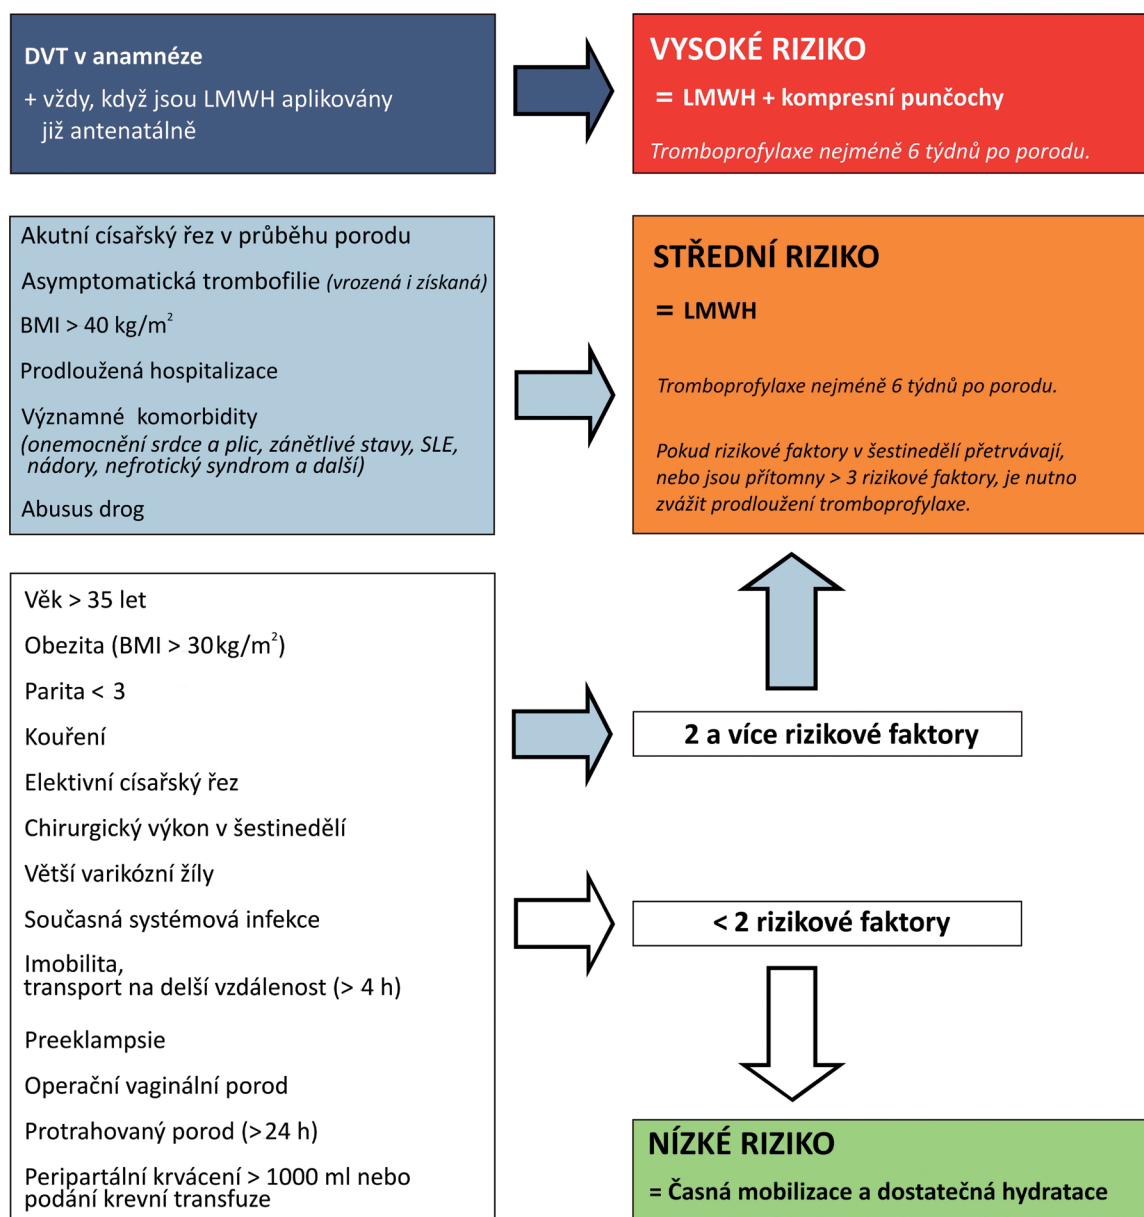 DVT v anamnéze
+ vždy, když jsou LMWH aplikovány
již antenatálně
VYSOKÉ RIZIKO
= LMWH + kompresní punčochy
Tromboprofylaxe nejméně 6 týdnů po porodu.
Akutní císařský řez v průběhu porodu
Asymptomatická trombofilie (vrozená i získaná)
BMI > 40 kg/m²
Prodloužená hospitalizace
Významné komorbidity
(onemocnění srdce a plic, zánětlivé stavy, SLE,
nádory, nefrotický syndrom a další)
Abusus drog
STŘEDNÍ RIZIKO
= LMWH
Tromboprofylaxe nejméně 6 týdnů po porodu.
Pokud rizikové faktory v šestinedělí přetrvávají,
nebo jsou přítomny > 3 rizikové faktory, je nutno
zvážit prodloužení tromboprofylaxe.
Věk > 35 let
Obezita (BMI > 30 kg/m²)
Parita < 3
Kouření
Elektivní císařský řez
Chirurgický výkon v šestinedělí
Větší varikózní žíly
Současná systémová infekce
Imobilita,
transport na delší vzdálenost (> 4 h)
Preeklampsie
Operační vaginální porod
Protrahovaný porod (> 24 h)
Peripartální krvácení > 1000 ml nebo
podání krevní transfuze
2 a více rizikové faktory
< 2 rizikové faktory
NÍZKÉ RIZIKO
= Časná mobilizace a dostatečná hydratace